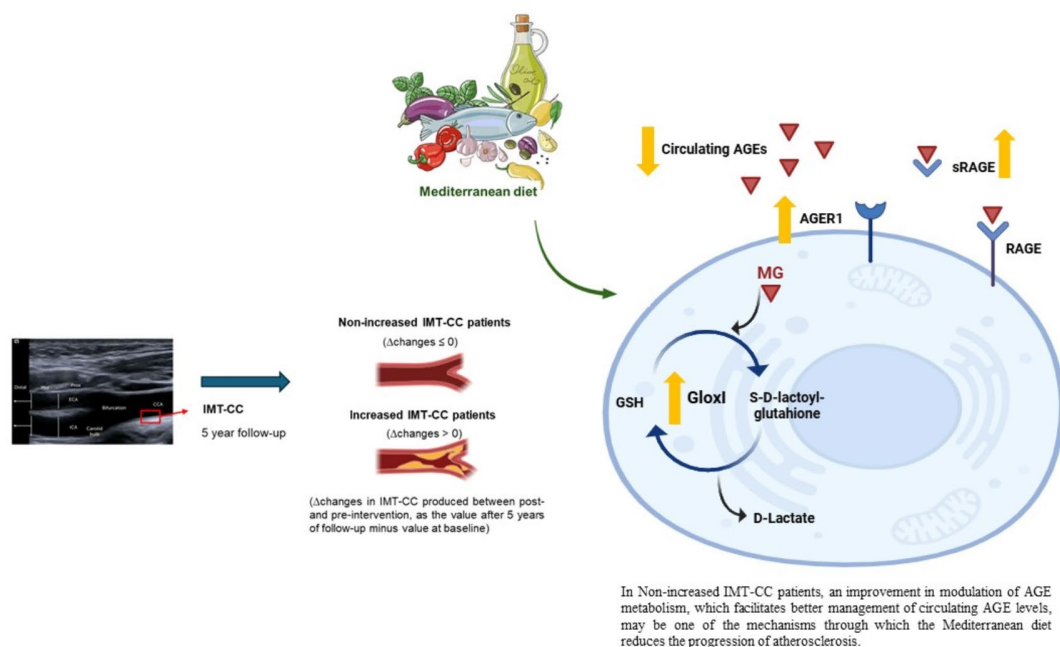 Olive Oil
Mediterranean diet
Circulating AGEs
sRAGE
AGER1
RAGE
MG
GSH
GloxI
S-D-lactoyl-
glutahione
D-Lactate
Distal
ECA
Bifurcation
CCA
ICA
Carotid
bulb
IMT-CC
5 year follow-up
Non-increased IMT-CC patients
(Δchanges ≤ 0)
Increased IMT-CC patients
(Δchanges > 0)
(Δchanges in IMT-CC produced between post-
and pre-intervention, as the value after 5 years
of follow-up minus value at baseline)
In Non-increased IMT-CC patients, an improvement in modulation of AGE
metabolism, which facilitates better management of circulating AGE levels,
may be one of the mechanisms through which the Mediterranean diet
reduces the progression of atherosclerosis.